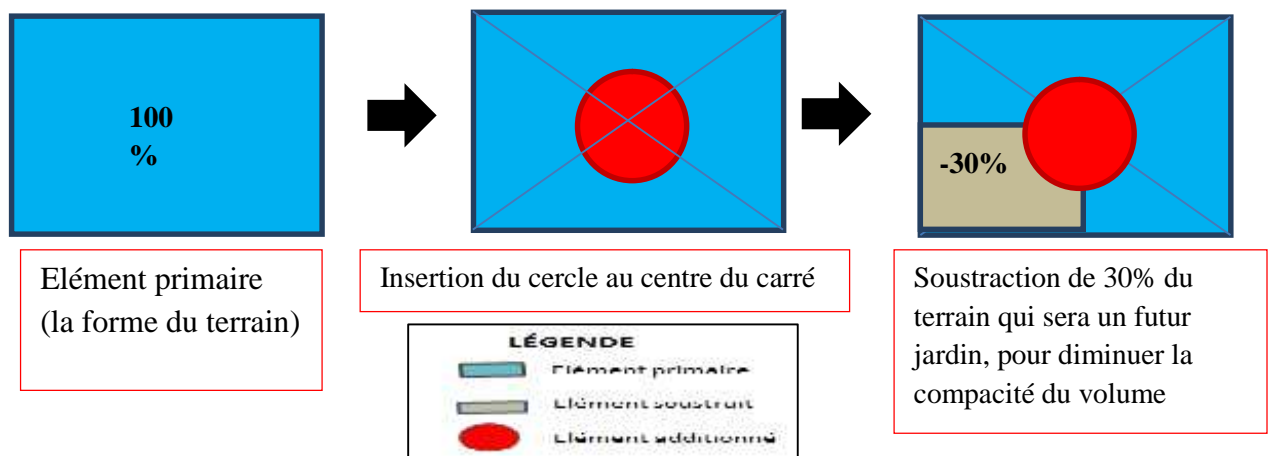 100
%
-30%
Elément primaire
(la forme du terrain)
Insertion du cercle au centre du carré
Soustraction de 30% du
terrain qui sera un futur
jardin, pour diminuer la
compacité du volume
LÉGENDE
Elément primaire
Elément soustrait
Elément additionné